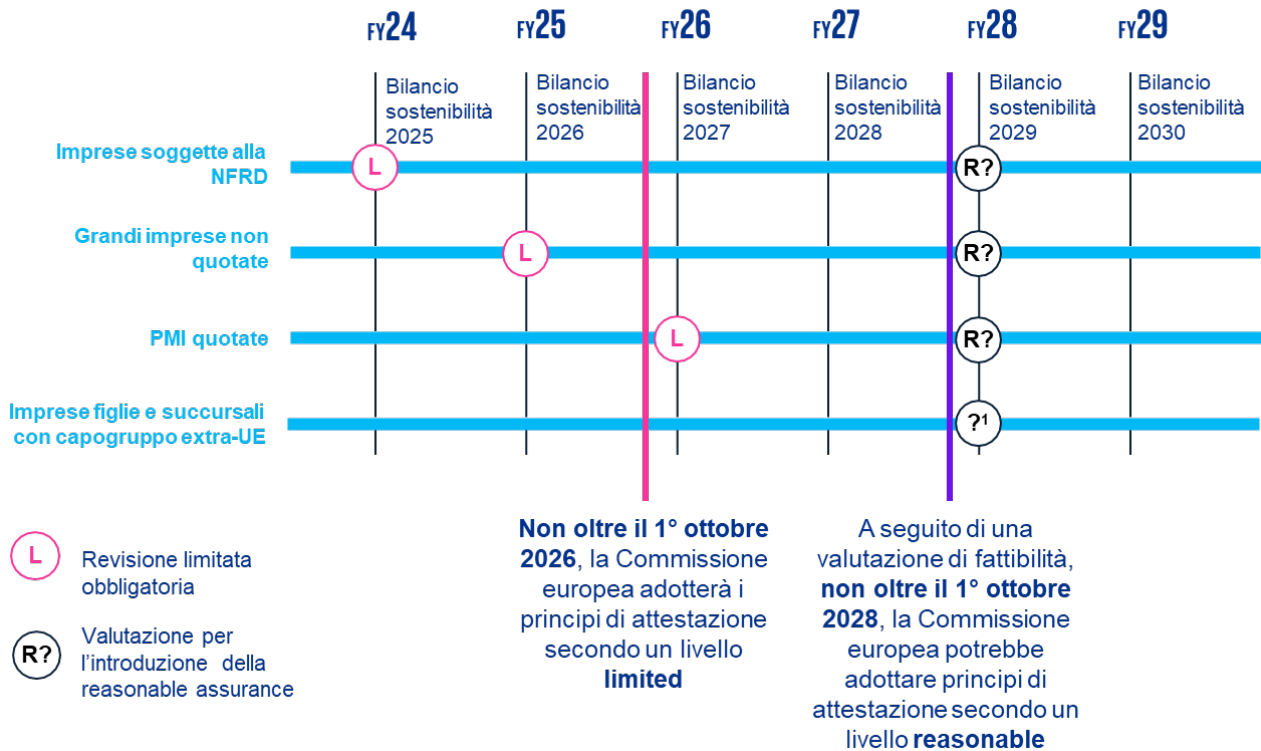 FY24
FY25
FY26
FY27
FY28
FY29
Bilancio
sostenibilità
2025
Bilancio
sostenibilità
2026
Bilancio
sostenibilità
2027
Bilancio
sostenibilità
2028
Bilancio
sostenibilità
2029
Bilancio
sostenibilità
2030
Imprese soggette alla
NFRD
L
R?
Grandi imprese non
quotate
L
R?
PMI quotate
L
R?
Imprese figlie e succursali
con capogruppo extra-UE
?¹
L
Revisione limitata
obbligatoria
R?
Valutazione per
l’introduzione della
reasonable assurance
Non oltre il 1° ottobre
2026, la Commissione
europea adotterà i
principi di attestazione
secondo un livello
limited
A seguito di una
valutazione di fattibilità,
non oltre il 1° ottobre
2028, la Commissione
europea potrebbe
adottare principi di
attestazione secondo un
livello reasonable